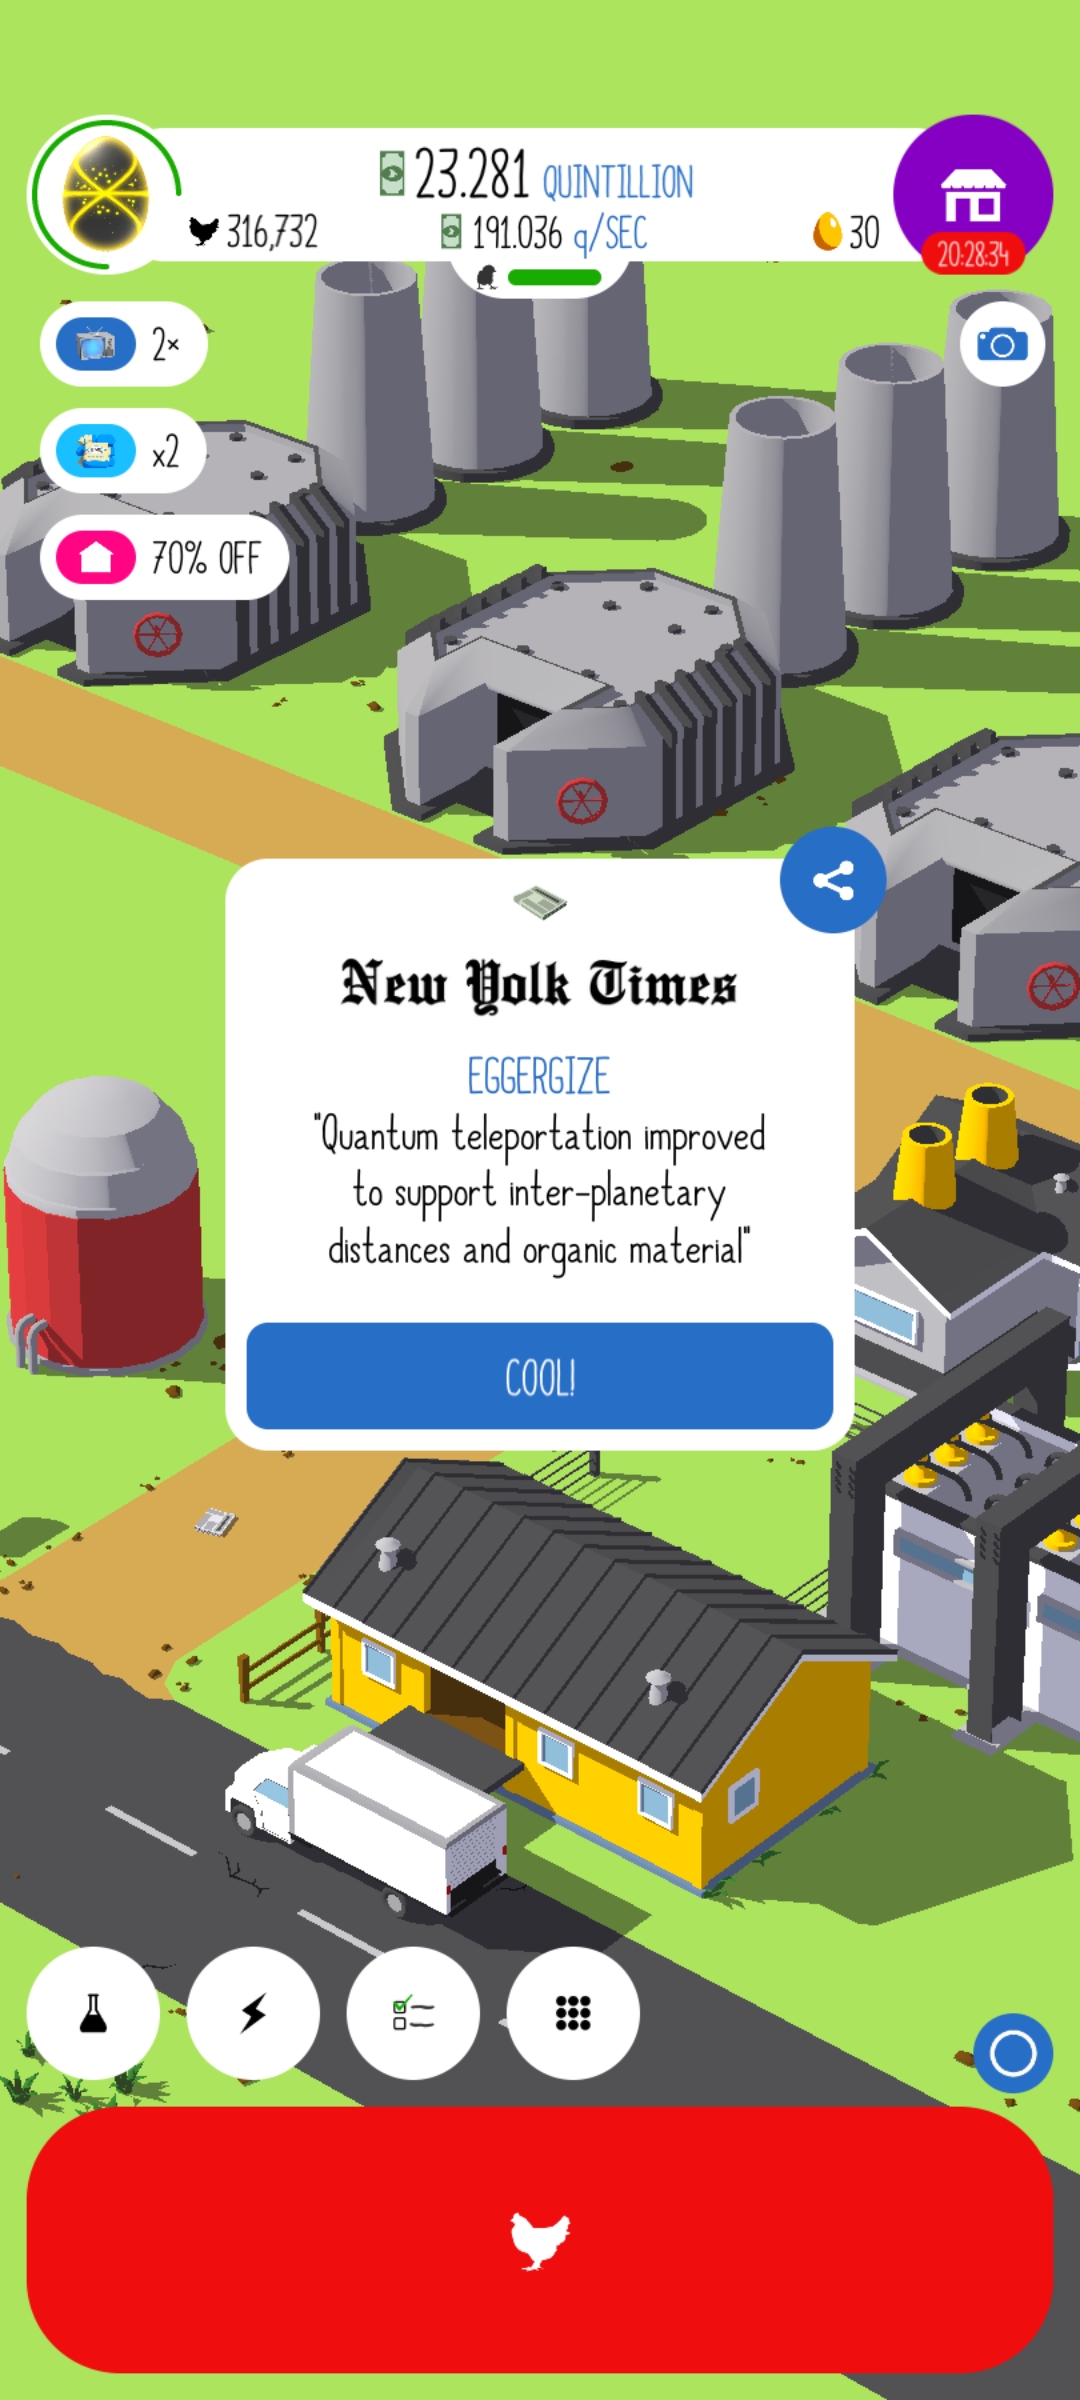 23.281 QUINTILLION
316,732
191.036 q/SEC
30
20:28:34
2×
x2
70% OFF
New Yolk Times
EGGERGIZE
"Quantum teleportation improved
to support inter-planetary
distances and organic material"
COOL!